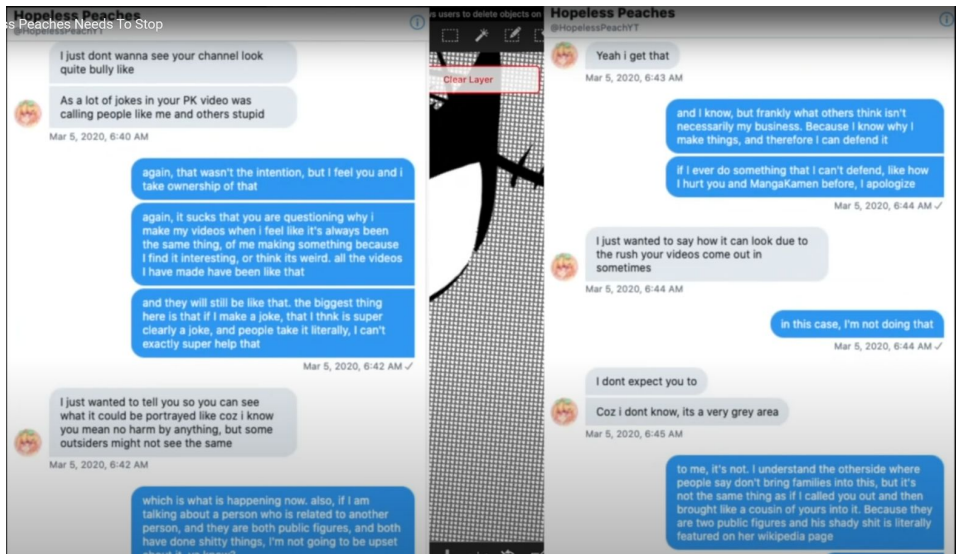 ss Peaches Needs To Stop
Hopeless Peaches
@HopelessPeachYT
I just dont wanna see your channel look
quite bully like
As a lot of jokes in your PK video was
calling people like me and others stupid
Mar 5, 2020, 6:40 AM
again, that wasn't the intention, but I feel you and i
take ownership of that
again, it sucks that you are questioning why i
make my videos when i feel like it's always been
the same thing, of me making something because
I find it interesting, or think its weird. all the videos
I have made have been like that
and they will still be like that. the biggest thing
here is that if I make a joke, that I thnk is super
clearly a joke, and people take it literally, I can't
exactly super help that
Mar 5, 2020, 6:42 AM ✓
I just wanted to tell you so you can see
what it could be portrayed like coz i know
you mean no harm by anything, but some
outsiders might not see the same
Mar 5, 2020, 6:42 AM
which is what is happening now. also, if I am
talking about a person who is related to another
person, and they are both public figures, and both
have done shitty things, I'm not going to be upset
about it, ya know?
s users to delete objects on
Clear Layer
Hopeless Peaches
@HopelessPeachYT
Yeah i get that
Mar 5, 2020, 6:43 AM
and I know, but frankly what others think isn't
necessarily my business. Because I know why I
make things, and therefore I can defend it
if I ever do something that I can't defend, like how
I hurt you and MangaKamen before, I apologize
Mar 5, 2020, 6:44 AM ✓
I just wanted to say how it can look due to
the rush your videos come out in
sometimes
Mar 5, 2020, 6:44 AM
in this case, I'm not doing that
Mar 5, 2020, 6:44 AM ✓
I dont expect you to
Coz i dont know, its a very grey area
Mar 5, 2020, 6:45 AM
to me, it's not. I understand the otherside where
people say don't bring families into this, but it's
not the same thing as if I called you out and then
brought like a cousin of yours into it. Because they
are two public figures and his shady shit is literally
featured on her wikipedia page